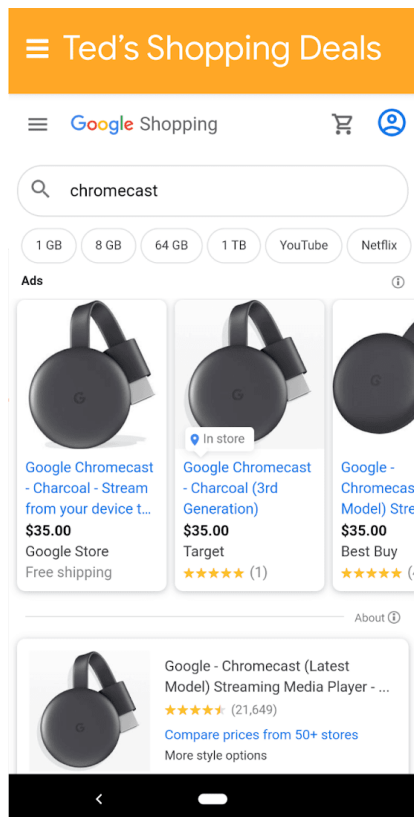 Ted's Shopping Deals
Google Shopping
chromecast
1 GB
8 GB
64 GB
1 TB
YouTube
Netflix
Ads
In store
Google Chromecast
- Charcoal - Stream
from your device t...
$35.00
Google Store
Free shipping
Google Chromecast
- Charcoal (3rd
Generation)
$35.00
Target
(1)
Google -
Chromecas
Model) Stre
$35.00
Best Buy
About
Google - Chromecast (Latest
Model) Streaming Media Player - ...
(21,649)
Compare prices from 50+ stores
More style options